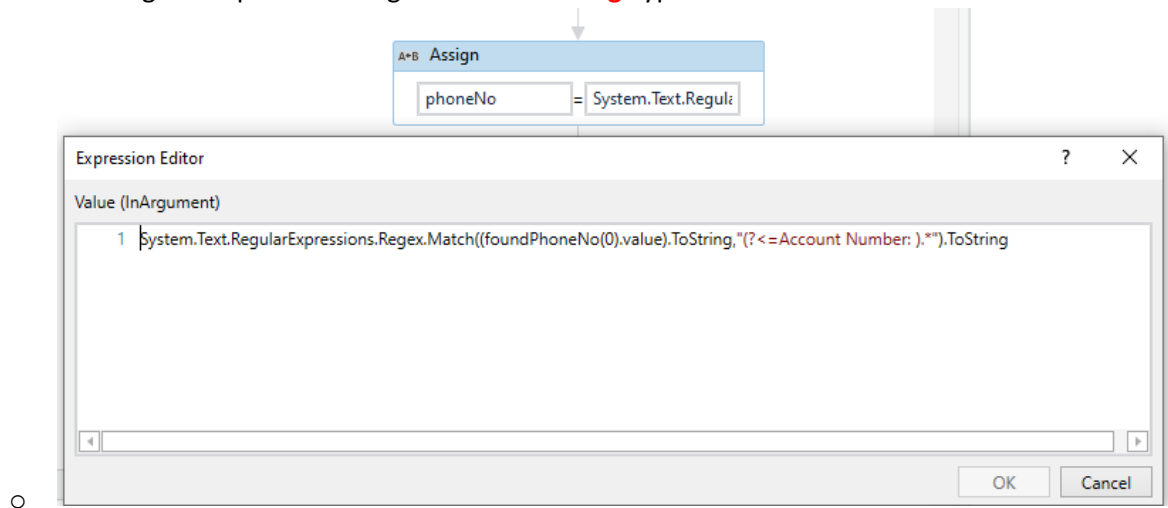 A+B Assign
phoneNo = System.Text.Regula
Expression Editor ? ×
Value (InArgument)
1 System.Text.RegularExpressions.Regex.Match((foundPhoneNo(0).value).ToString,"(?<=Account Number: ).*").ToString
OK Cancel